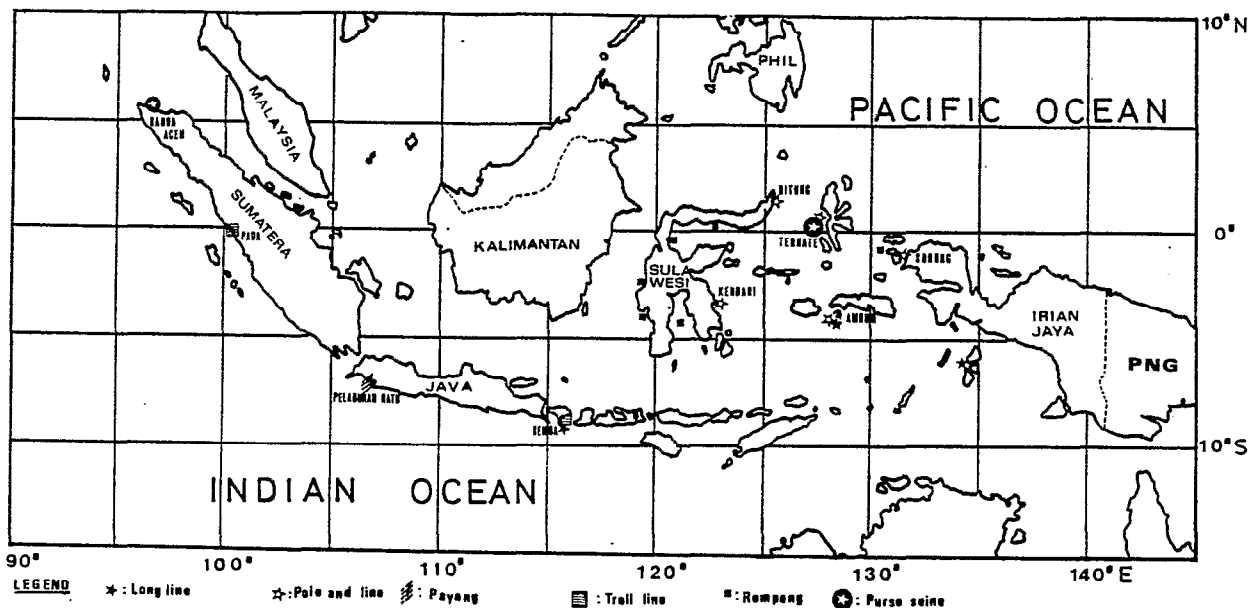 10°N
PHIL
PACIFIC OCEAN
MALAYSIA
BANDA
ACEH
BITUNG
SUMATERA
PADA
KALIMANTAN
TERNATE
0°
SORONG
SULA
WESI
KENDARI
AMBON
IRIAN
JAYA
PNG
JAVA
PELABUHAN RATU
BENOA
10°S
INDIAN OCEAN
90° 100° 110° 120° 130° 140°E
LEGEND : Long line : Pole and line : Payang : Troll line : Rompong : Purse seine